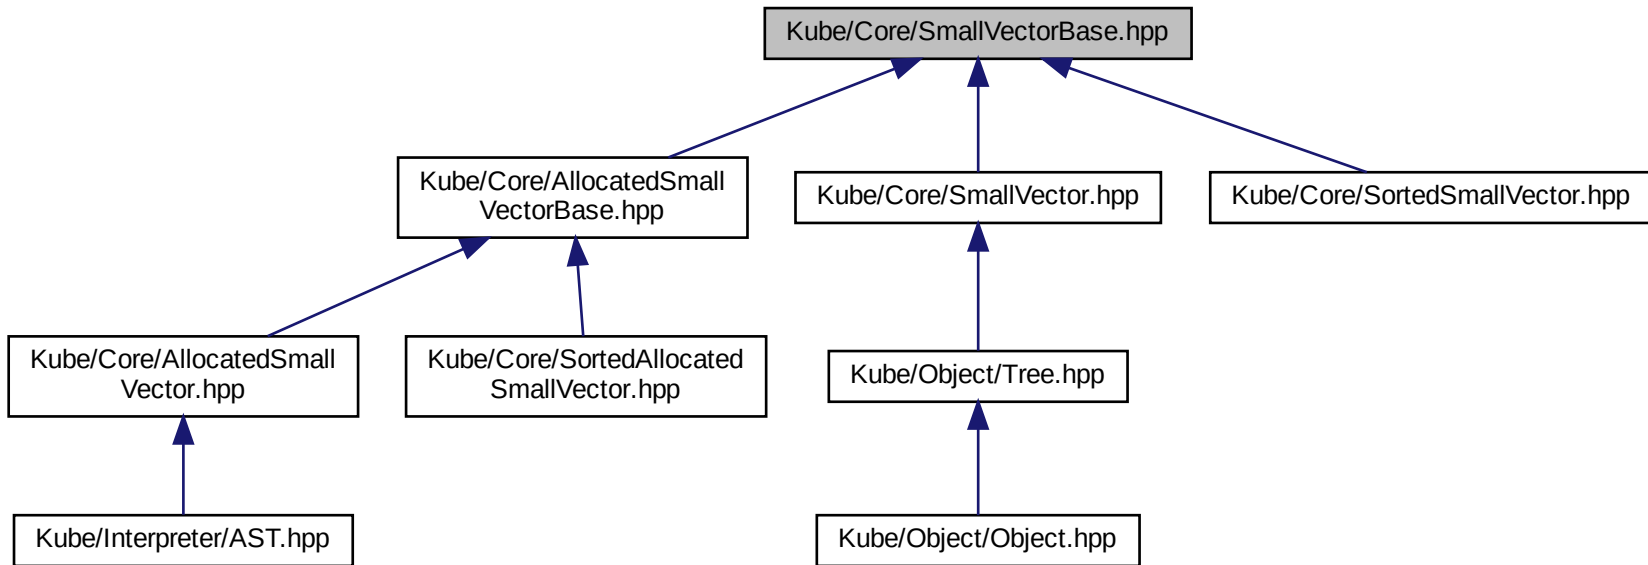 Kube/Core/SmallVectorBase.hpp
Kube/Core/AllocatedSmall
VectorBase.hpp
Kube/Core/SmallVector.hpp
Kube/Core/SortedSmallVector.hpp
Kube/Core/AllocatedSmall
Vector.hpp
Kube/Core/SortedAllocated
SmallVector.hpp
Kube/Object/Tree.hpp
Kube/Interpreter/AST.hpp
Kube/Object/Object.hpp